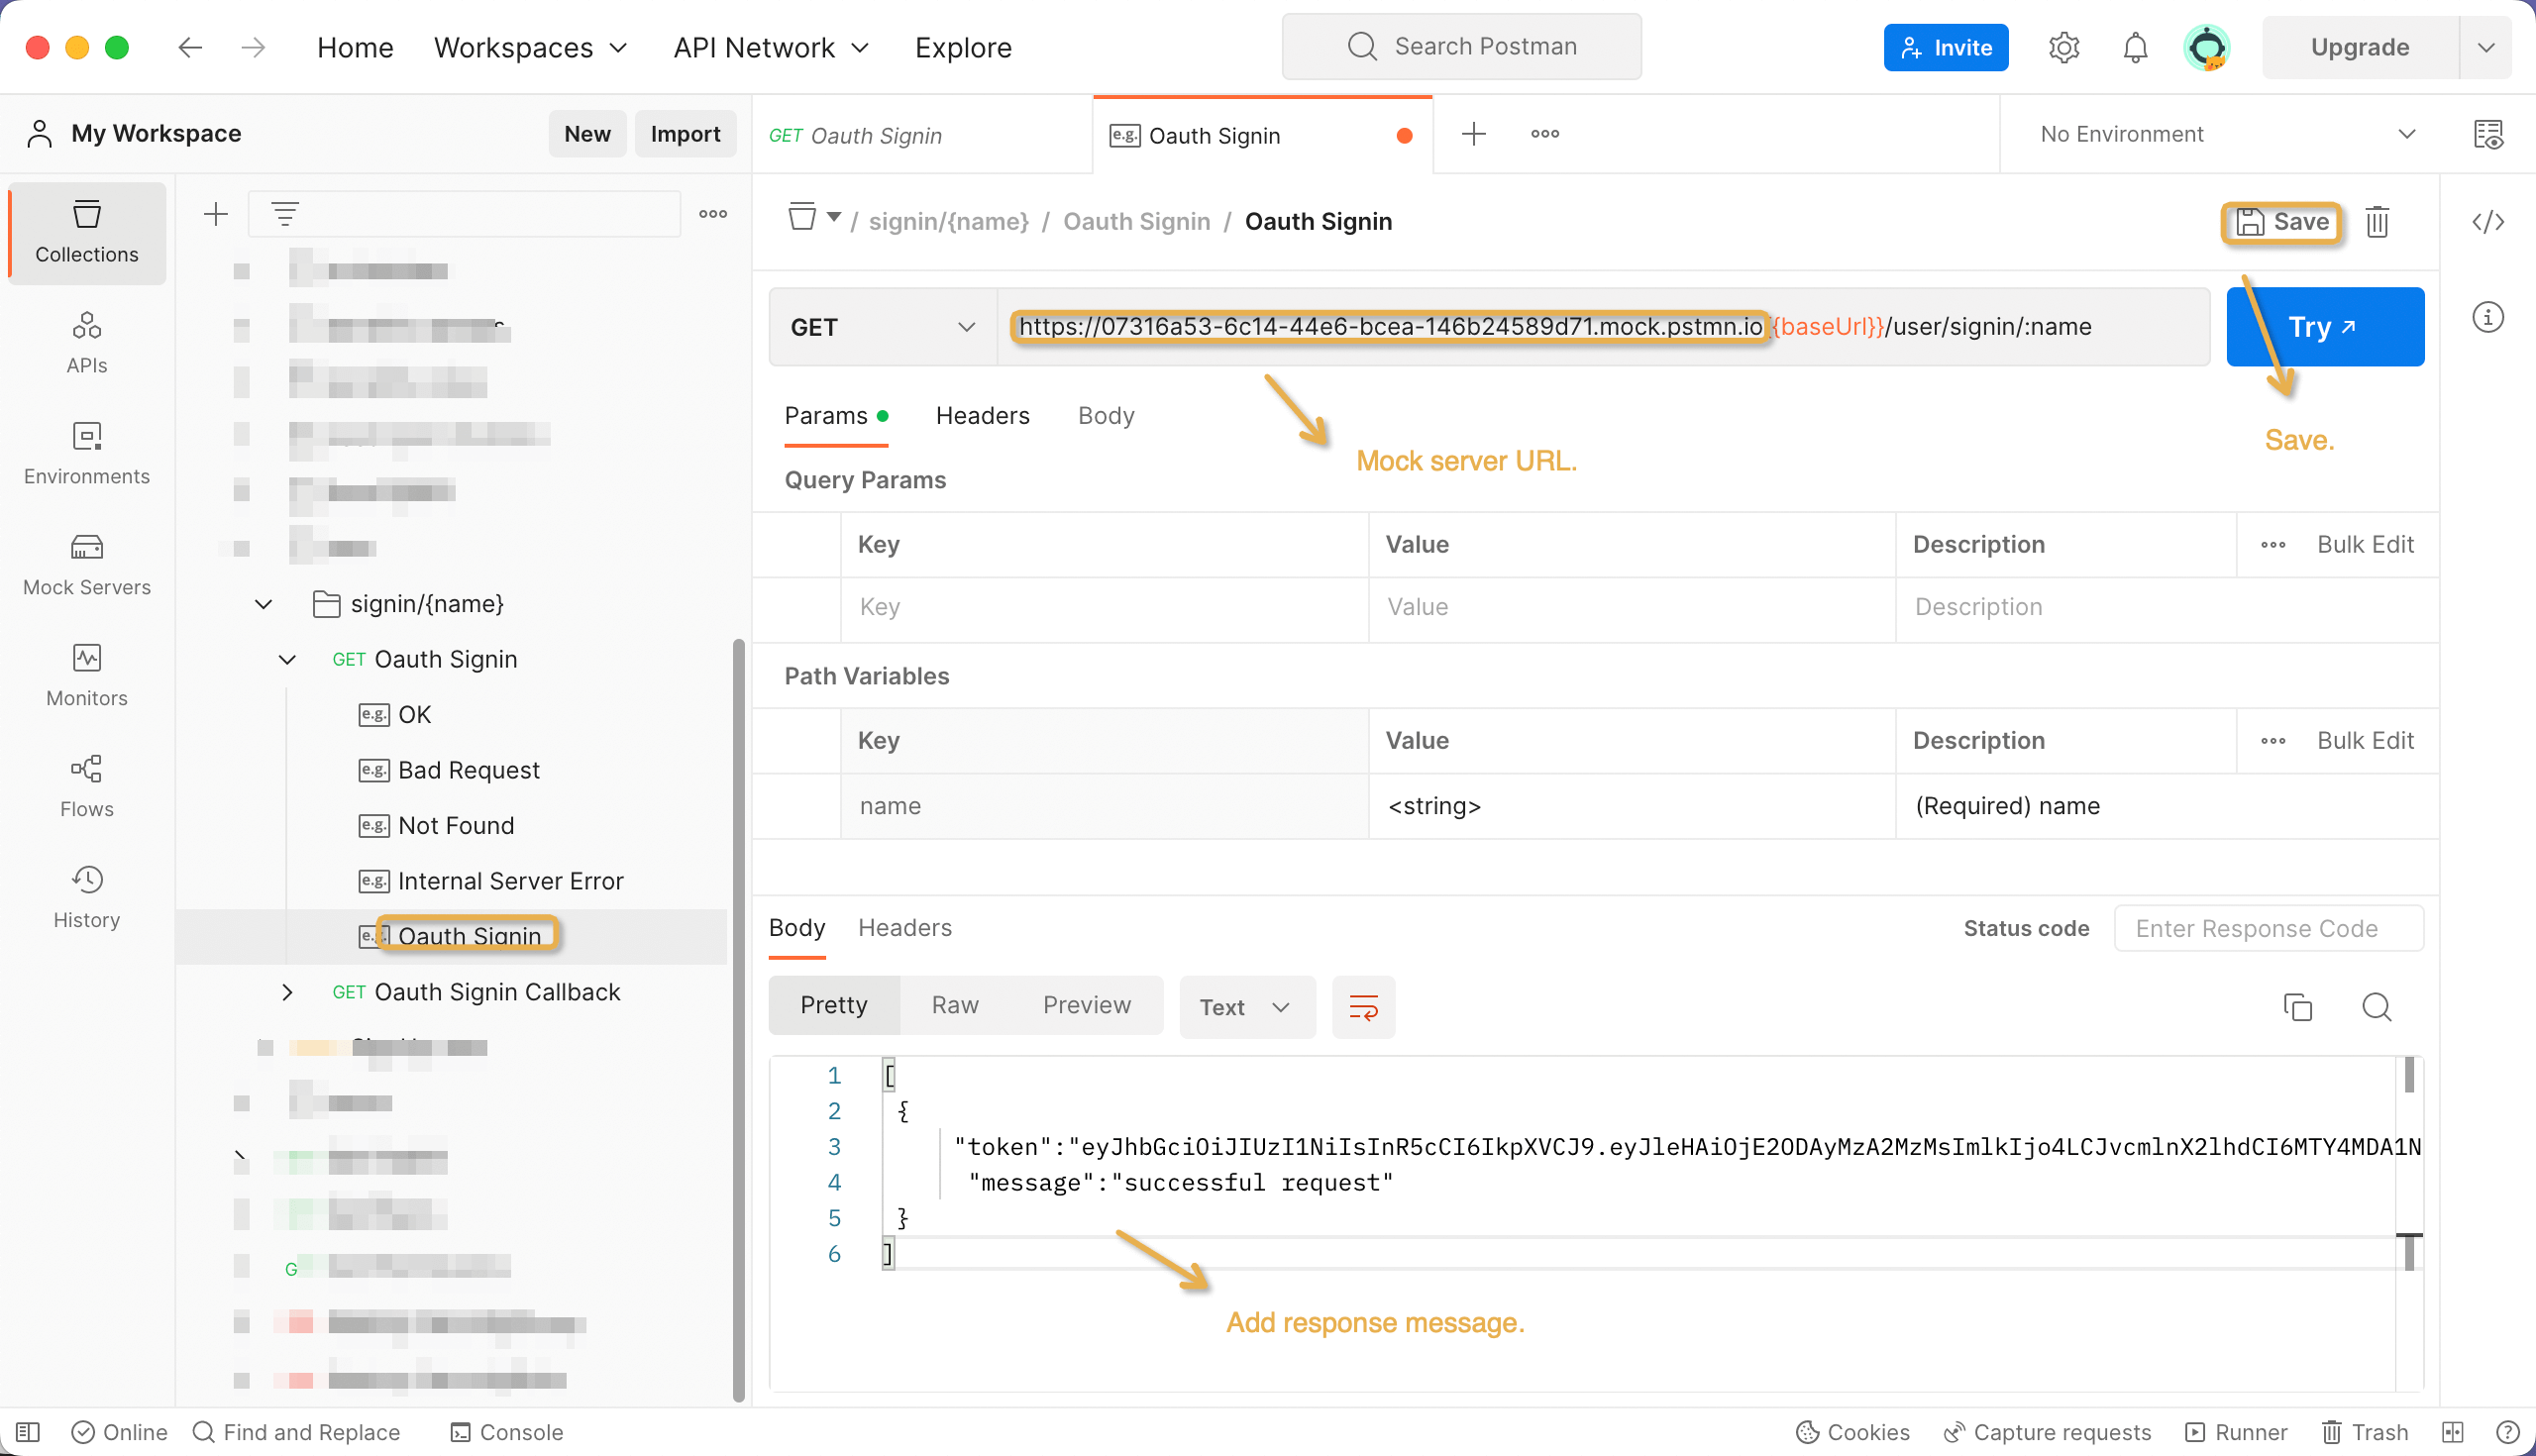 Home Workspaces API Network Explore Search Postman Invite Upgrade
My Workspace New Import GET Oauth Signin e.g. Oauth Signin No Environment
Collections
APIs
Environments
Mock Servers
Monitors
Flows
History
signin/{name}
GET Oauth Signin
e.g. OK
e.g. Bad Request
e.g. Not Found
e.g. Internal Server Error
Oauth Signin
GET Oauth Signin Callback
/ signin/{name} / Oauth Signin / Oauth Signin Save
GET https://07316a53-6c14-44e6-bcea-146b24589d71.mock.pstmn.io{{baseUrl}}/user/signin/:name Try
Params Headers Body
Save.
Mock server URL.
Query Params
Key Value Description Bulk Edit
Key Value Description
Path Variables
Key Value Description Bulk Edit
name <string> (Required) name
Body Headers Status code Enter Response Code
Pretty Raw Preview Text
1 [
2 {
3 "token":"eyJhbGciOiJIUzI1NiIsInR5cCI6IkpXVCJ9.eyJleHAiOjE2ODAyMzA2MzMsImlkIjo4LCJvcmlnX2lhdCI6MTY4MDA1N
4 "message":"successful request"
5 }
6 ]
Add response message.
Online Find and Replace Console Cookies Capture requests Runner Trash